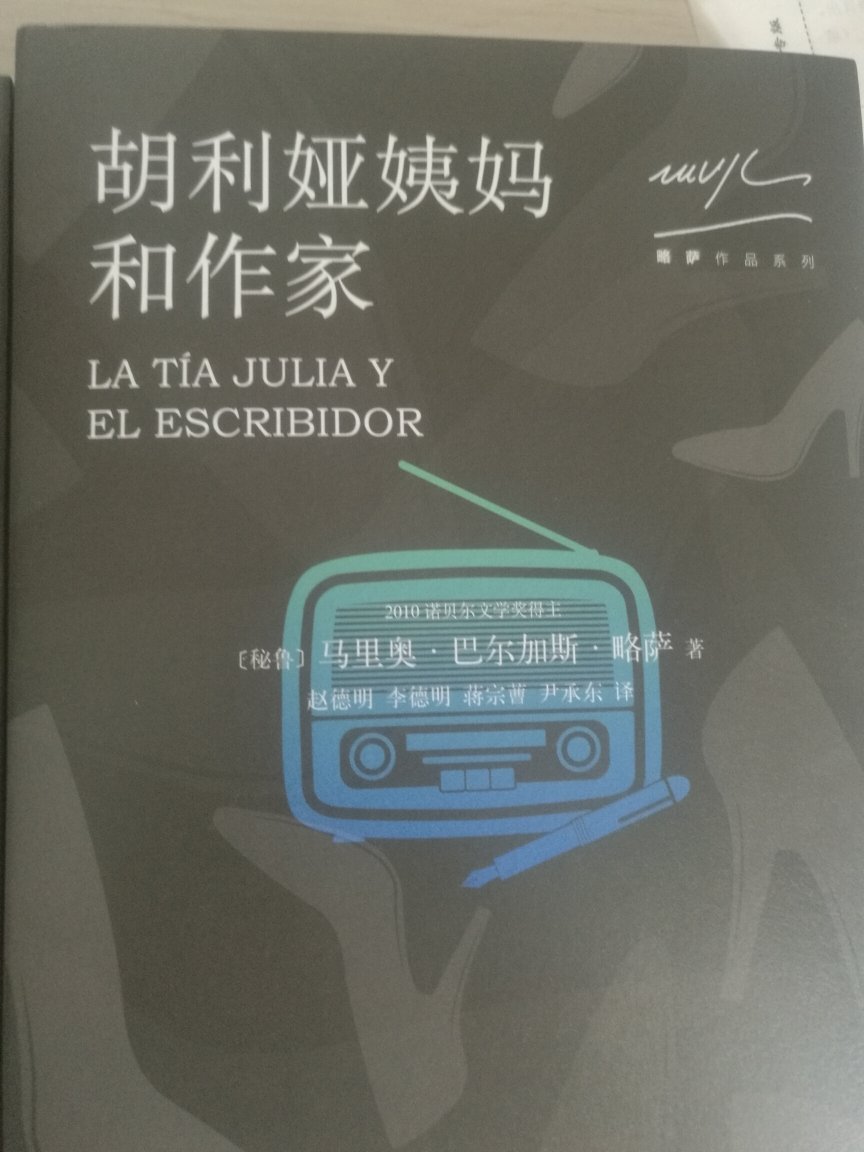 胡利娅姨妈
和作家
LA TÍA JULIA Y
EL ESCRIBIDOR
略萨作品系列
2010诺贝尔文学奖得主
〔秘鲁〕马里奥·巴尔加斯·略萨 著
赵德明 李德明 蒋宗曹 尹承东 译